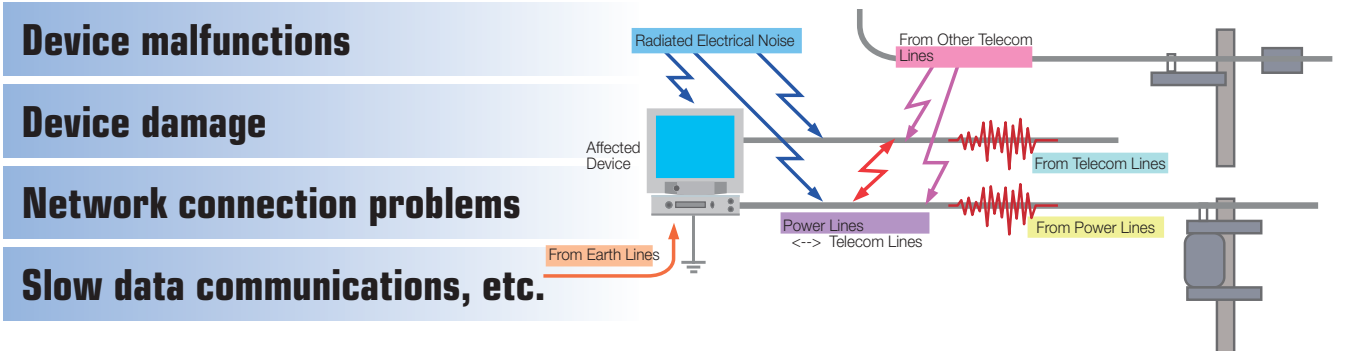 Device malfunctions
Device damage
Network connection problems
Slow data communications, etc.
Radiated Electrical Noise
From Other Telecom
Lines
Affected
Device
From Telecom Lines
Power Lines
<--> Telecom Lines
From Power Lines
From Earth Lines